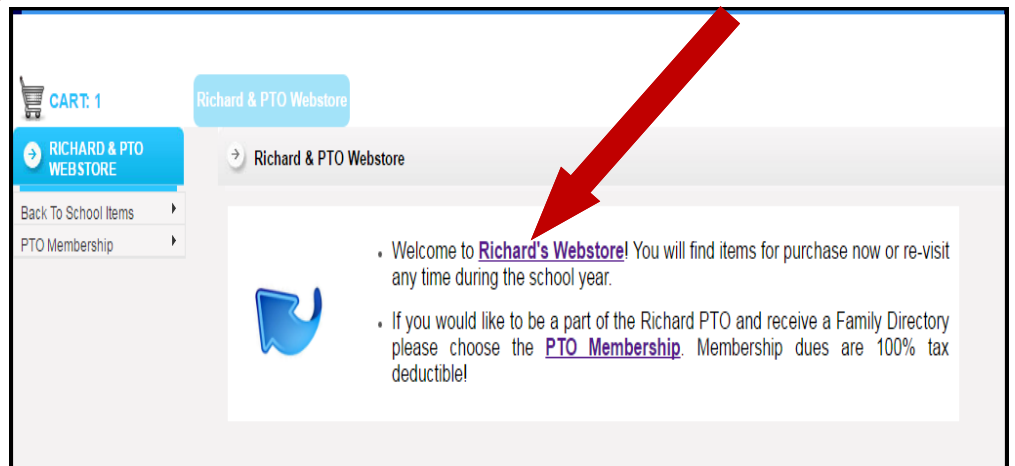 CART: 1
Richard & PTO Webstore
RICHARD & PTO
WEBSTORE
Back To School Items
PTO Membership
Richard & PTO Webstore
• Welcome to Richard's Webstore! You will find items for purchase now or re-visit
any time during the school year.
• If you would like to be a part of the Richard PTO and receive a Family Directory
please choose the PTO Membership. Membership dues are 100% tax
deductible!